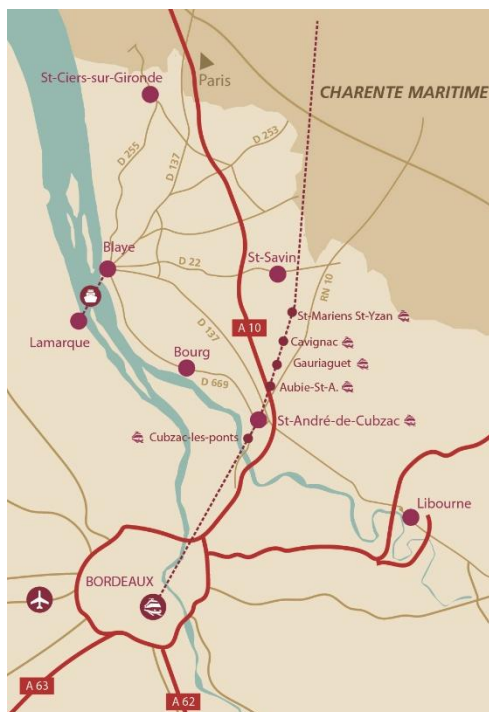 St-Ciers-sur-Gironde
Paris
CHARENTE MARITIME
D 255
D 137
D 253
Blaye
D 22
St-Savin
RN 10
Lamarque
A 10
St-Mariens St-Yzan
Cavignac
D 137
Bourg
Gauriaguet
D 669
Aubie-St-A.
St-André-de-Cubzac
Cubzac-les-ponts
Libourne
BORDEAUX
A 63
A 62